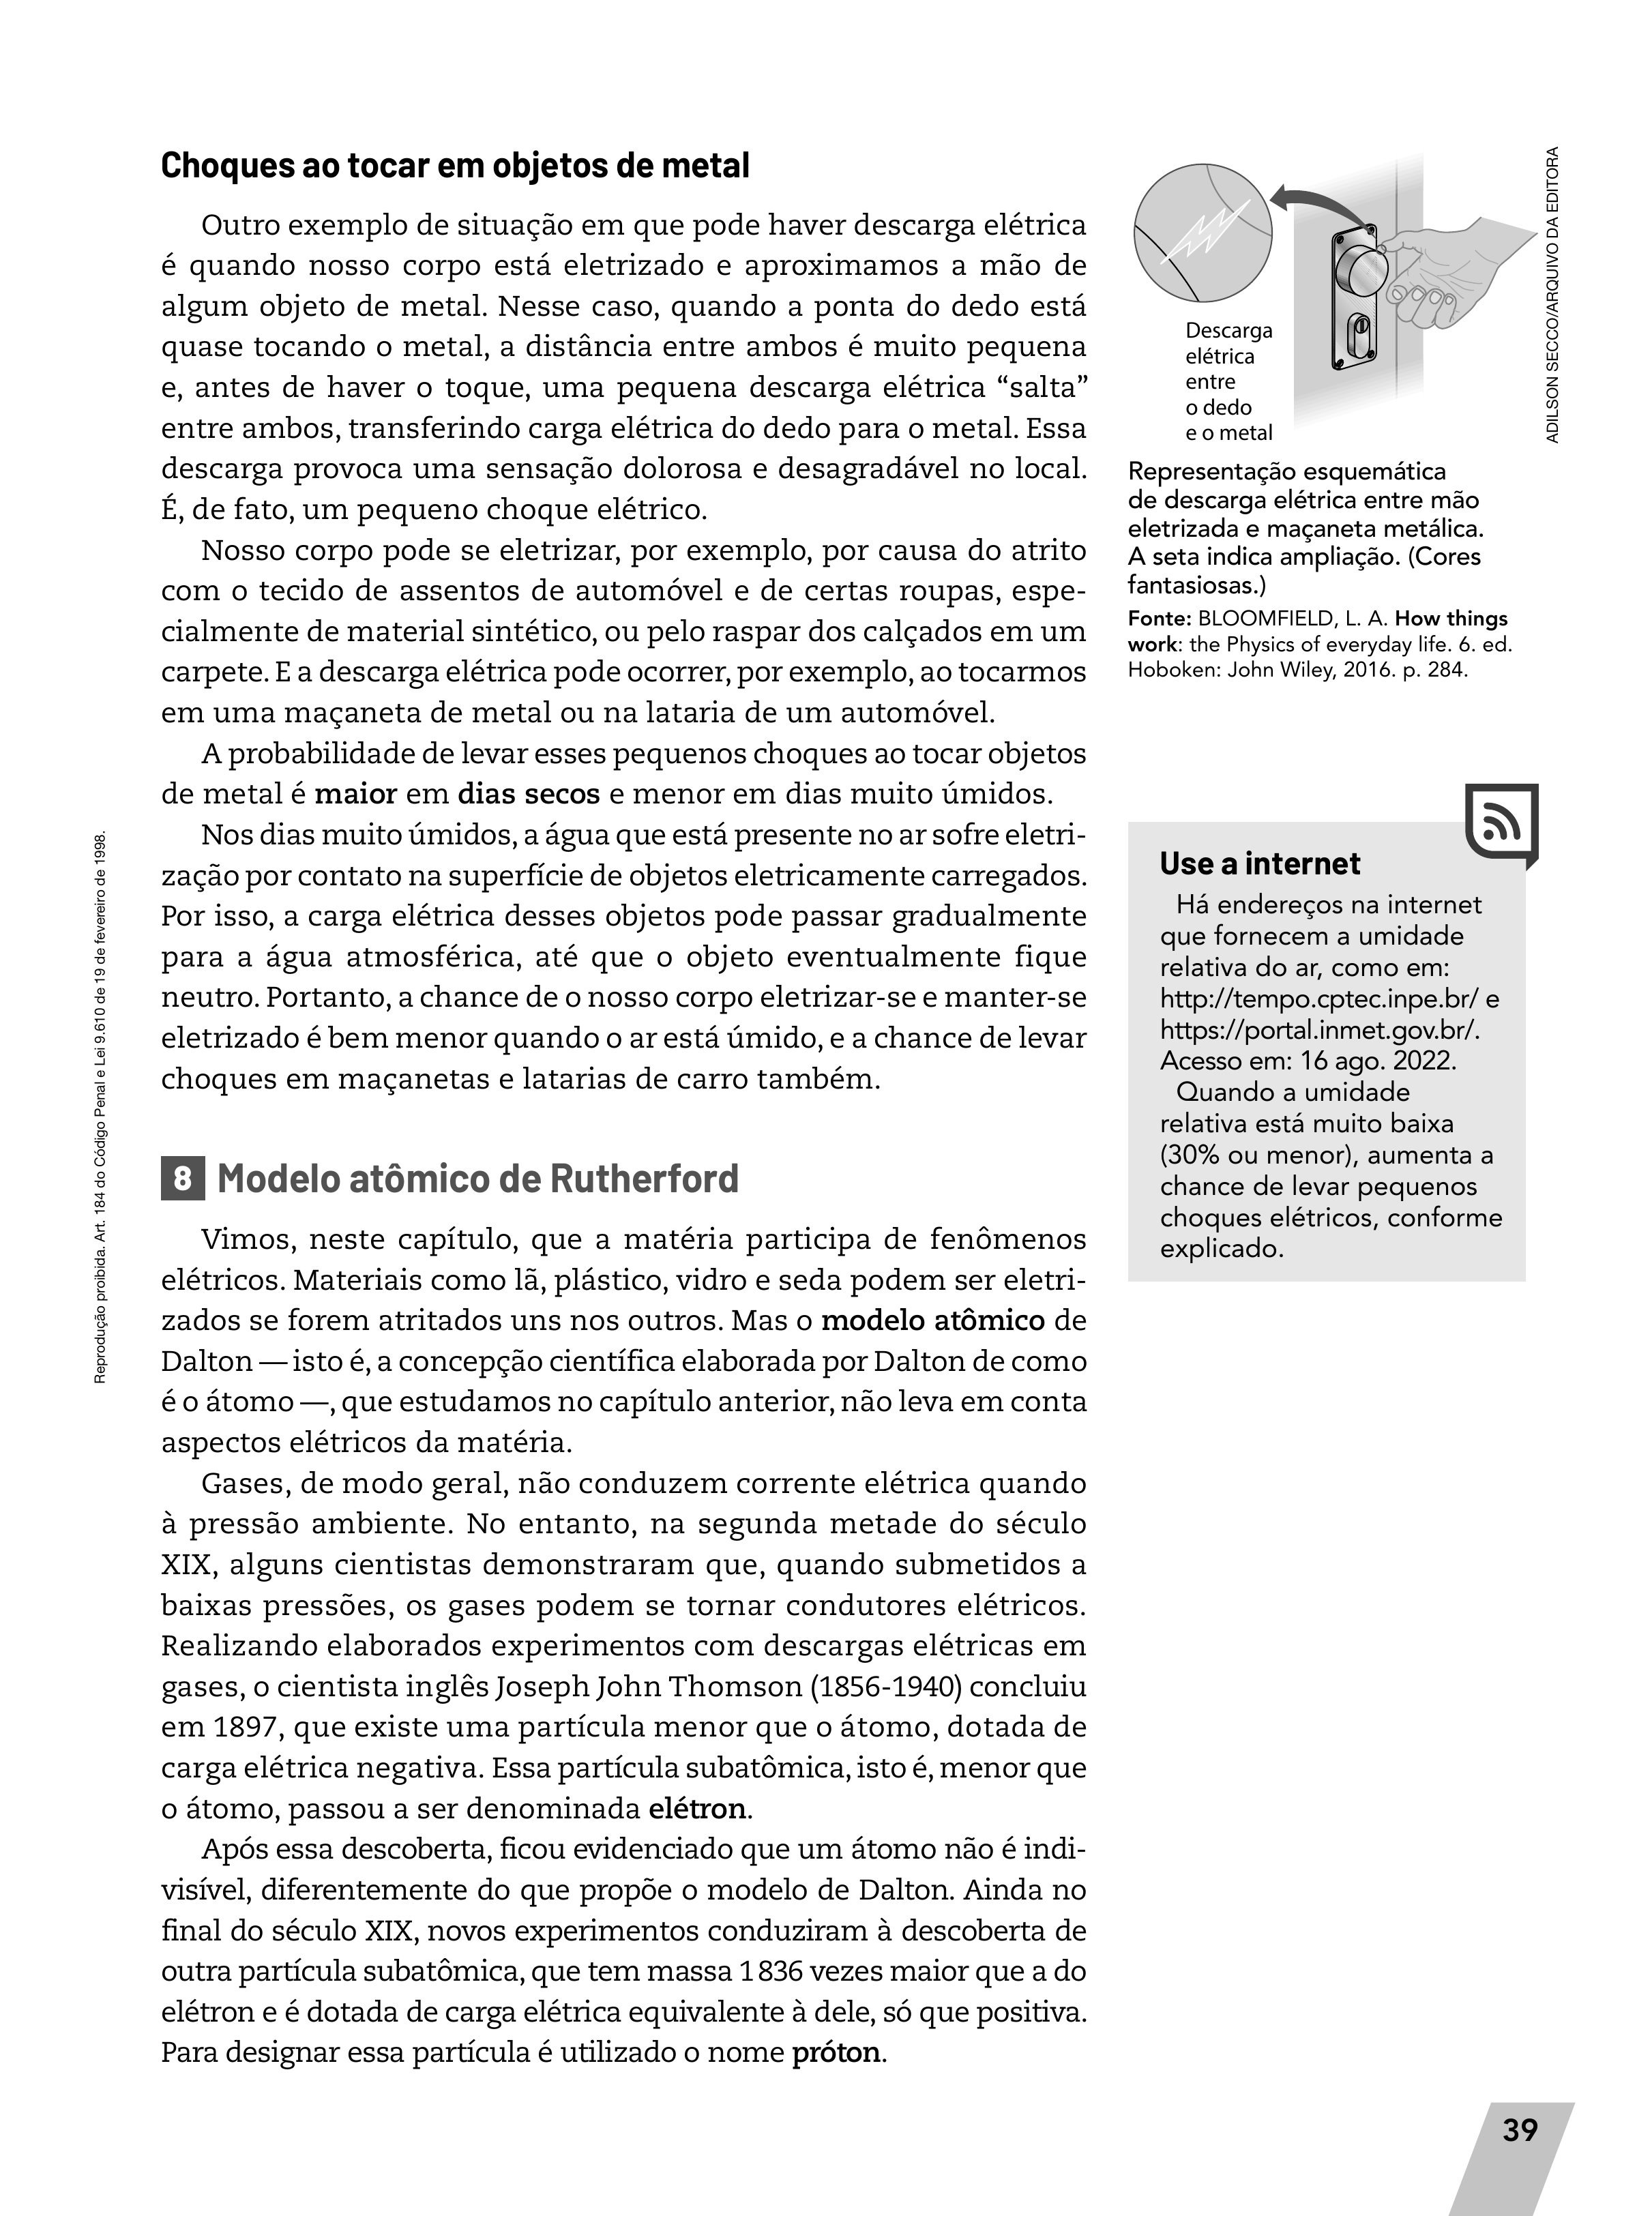 Choques ao tocar em objetos de metal
Outro exemplo de situação em que pode haver descarga elétrica
é quando nosso corpo está eletrizado e aproximamos a mão de
algum objeto de metal. Nesse caso, quando a ponta do dedo está
quase tocando o metal, a distância entre ambos é muito pequena
e, antes de haver o toque, uma pequena descarga elétrica “salta”
entre ambos, transferindo carga elétrica do dedo para o metal. Essa
descarga provoca uma sensação dolorosa e desagradável no local.
É, de fato, um pequeno choque elétrico.
Nosso corpo pode se eletrizar, por exemplo, por causa do atrito
com o tecido de assentos de automóvel e de certas roupas, espe-
cialmente de material sintético, ou pelo raspar dos calçados em um
carpete. E a descarga elétrica pode ocorrer, por exemplo, ao tocarmos
em uma maçaneta de metal ou na lataria de um automóvel.
A probabilidade de levar esses pequenos choques ao tocar objetos
de metal é maior em dias secos e menor em dias muito úmidos.
Nos dias muito úmidos, a água que está presente no ar sofre eletri-
zação por contato na superfície de objetos eletricamente carregados.
Por isso, a carga elétrica desses objetos pode passar gradualmente
para a água atmosférica, até que o objeto eventualmente fique
neutro. Portanto, a chance de o nosso corpo eletrizar-se e manter-se
eletrizado é bem menor quando o ar está úmido, e a chance de levar
choques em maçanetas e latarias de carro também.
8 Modelo atômico de Rutherford
Vimos, neste capítulo, que a matéria participa de fenômenos
elétricos. Materiais como lã, plástico, vidro e seda podem ser eletri-
zados se forem atritados uns nos outros. Mas o modelo atômico de
Dalton — isto é, a concepção científica elaborada por Dalton de como
é o átomo —, que estudamos no capítulo anterior, não leva em conta
aspectos elétricos da matéria.
Gases, de modo geral, não conduzem corrente elétrica quando
à pressão ambiente. No entanto, na segunda metade do século
XIX, alguns cientistas demonstraram que, quando submetidos a
baixas pressões, os gases podem se tornar condutores elétricos.
Realizando elaborados experimentos com descargas elétricas em
gases, o cientista inglês Joseph John Thomson (1856-1940) concluiu
em 1897, que existe uma partícula menor que o átomo, dotada de
carga elétrica negativa. Essa partícula subatômica, isto é, menor que
o átomo, passou a ser denominada elétron.
Após essa descoberta, ficou evidenciado que um átomo não é indi-
visível, diferentemente do que propõe o modelo de Dalton. Ainda no
final do século XIX, novos experimentos conduziram à descoberta de
outra partícula subatômica, que tem massa 1 836 vezes maior que a do
elétron e é dotada de carga elétrica equivalente à dele, só que positiva.
Para designar essa partícula é utilizado o nome próton.
Descarga
elétrica
entre
o dedo
e o metal
ADILSON SECCO/ARQUIVO DA EDITORA
Representação esquemática
de descarga elétrica entre mão
eletrizada e maçaneta metálica.
A seta indica ampliação. (Cores
fantasiosas.)
Fonte: BLOOMFIELD, L. A. How things
work: the Physics of everyday life. 6. ed.
Hoboken: John Wiley, 2016. p. 284.
Use a internet
Há endereços na internet
que fornecem a umidade
relativa do ar, como em:
http://tempo.cptec.inpe.br/ e
https://portal.inmet.gov.br/.
Acesso em: 16 ago. 2022.
Quando a umidade
relativa está muito baixa
(30% ou menor), aumenta a
chance de levar pequenos
choques elétricos, conforme
explicado.
Reprodução proibida. Art. 184 do Código Penal e Lei 9.610 de 19 de fevereiro de 1998.
39